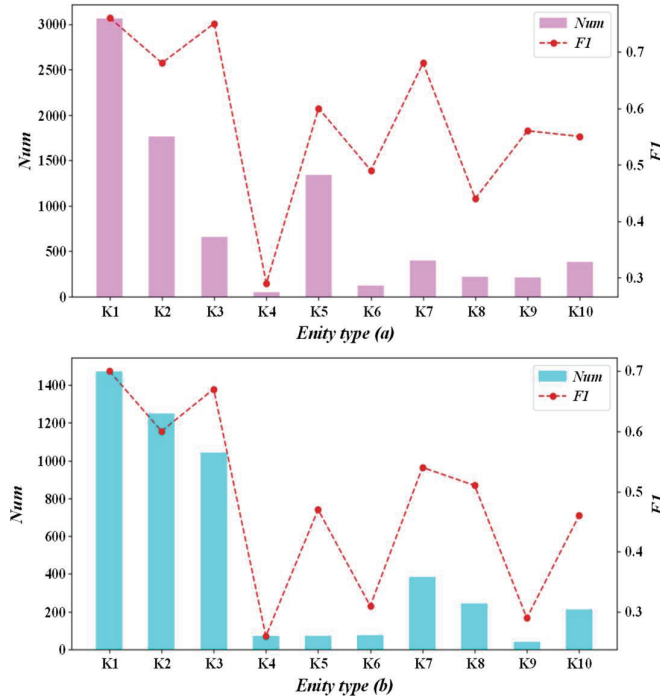 Num
F1
3000
2500
2000
1500
1000
500
0
Num
0.7
0.6
0.5
0.4
0.3
F1
K1 K2 K3 K4 K5 K6 K7 K8 K9 K10
Enity type (a)
Num
F1
1400
1200
1000
800
600
400
200
0
Num
0.7
0.6
0.5
0.4
0.3
F1
K1 K2 K3 K4 K5 K6 K7 K8 K9 K10
Enity type (b)